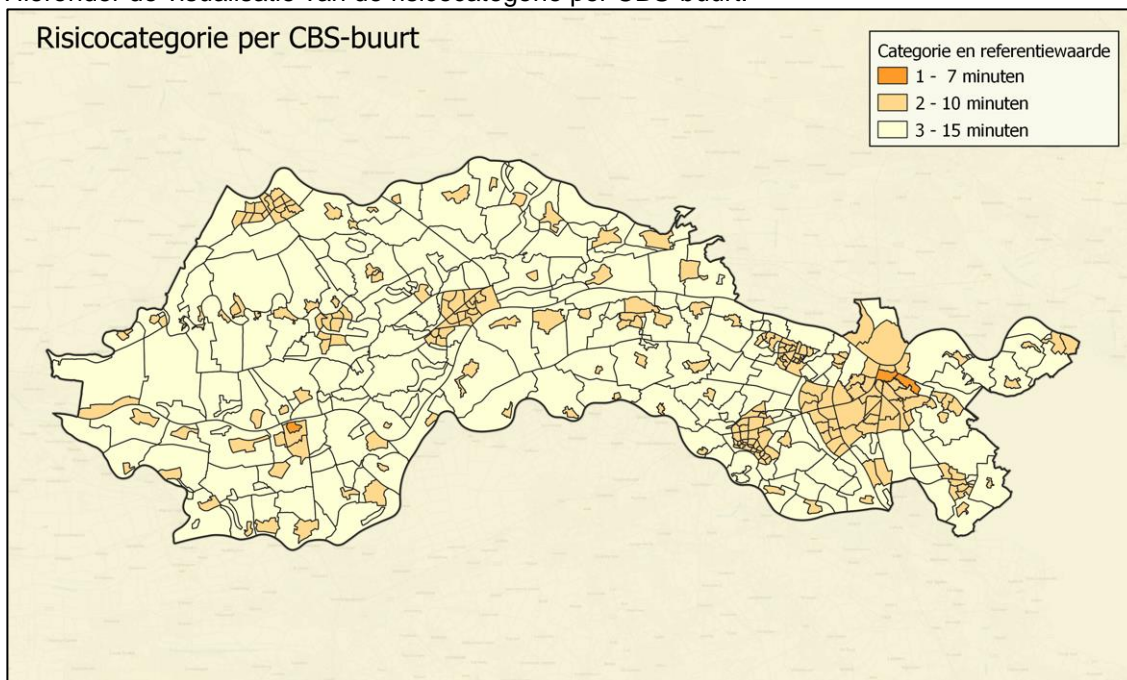 Hieronder de visualisatie van de risicocategorie per CBS-buurt.
Risicocategorie per CBS-buurt
Categorie en referentiewaarde
1 - 7 minuten
2 - 10 minuten
3 - 15 minuten